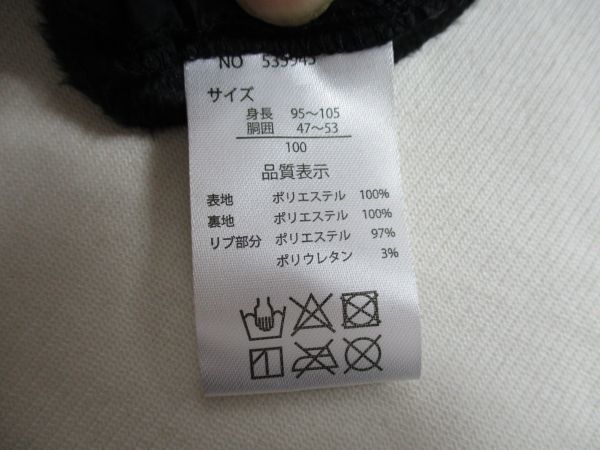 NO 535945
サイズ
身長 95～105
胴囲 47～53
100
品質表示
表地 ポリエステル 100%
裏地 ポリエステル 100%
リブ部分 ポリエステル 97%
ポリウレタン 3%